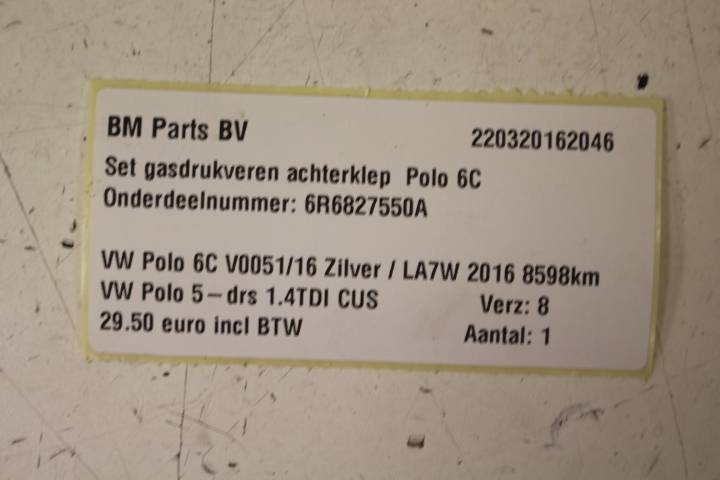 BM Parts BV 220320162046
Set gasdrukveren achterklep Polo 6C
Onderdeelnummer: 6R6827550A
VW Polo 6C V0051/16 Zilver / LA7W 2016 8598km
VW Polo 5-drs 1.4TDI CUS Verz: 8
29.50 euro incl BTW Aantal: 1